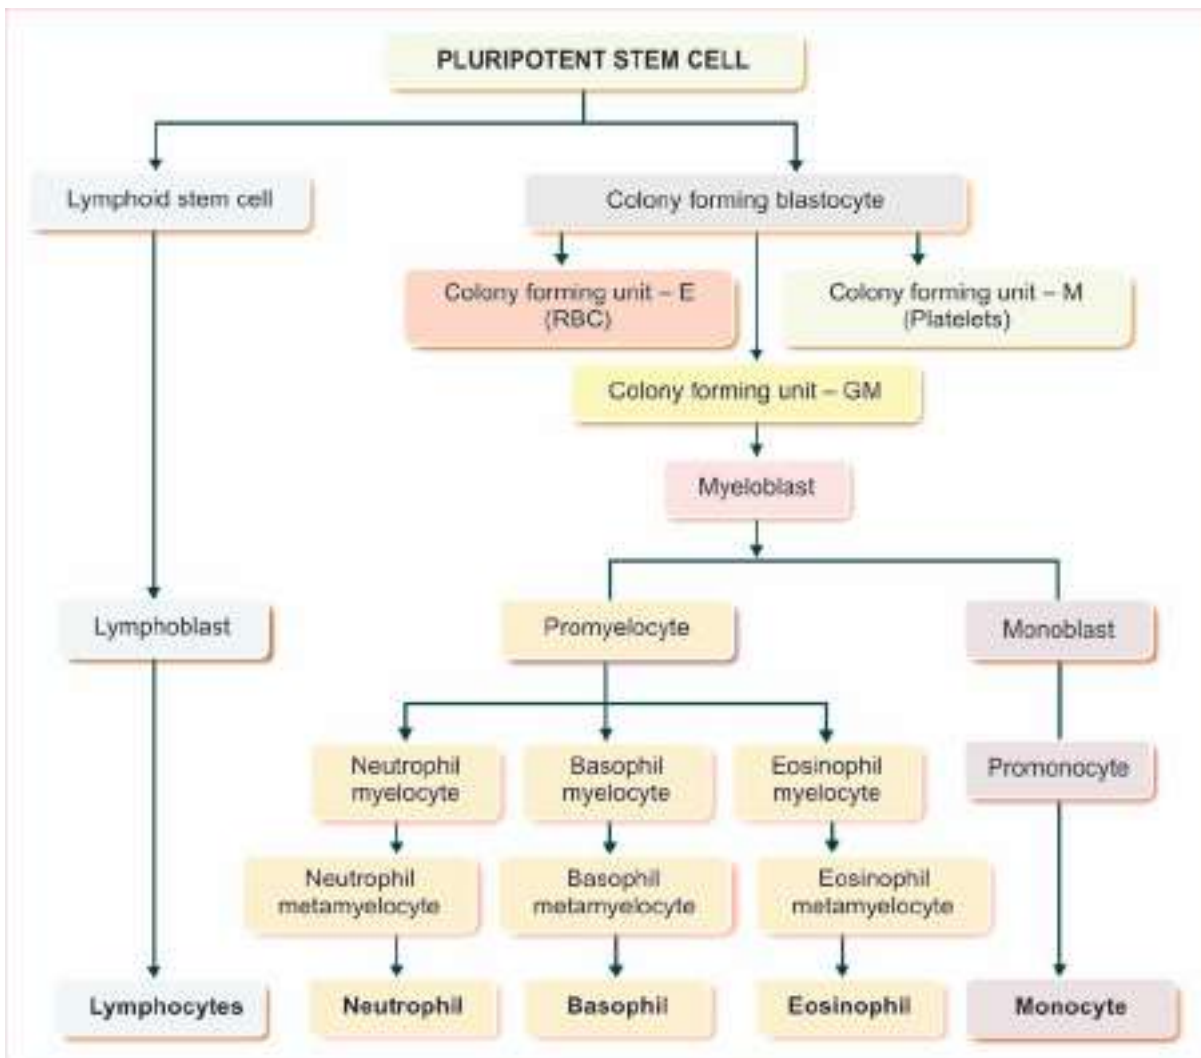 PLURIPOTENT STEM CELL
Lymphoid stem cell
Colony forming blastocyte
Colony forming unit – E
(RBC)
Colony forming unit – M
(Platelets)
Colony forming unit – GM
Myeloblast
Lymphoblast
Promyelocyte
Monoblast
Neutrophil
myelocyte
Basophil
myelocyte
Eosinophil
myelocyte
Promonocyte
Neutrophil
metamyelocyte
Basophil
metamyelocyte
Eosinophil
metamyelocyte
Lymphocytes
Neutrophil
Basophil
Eosinophil
Monocyte